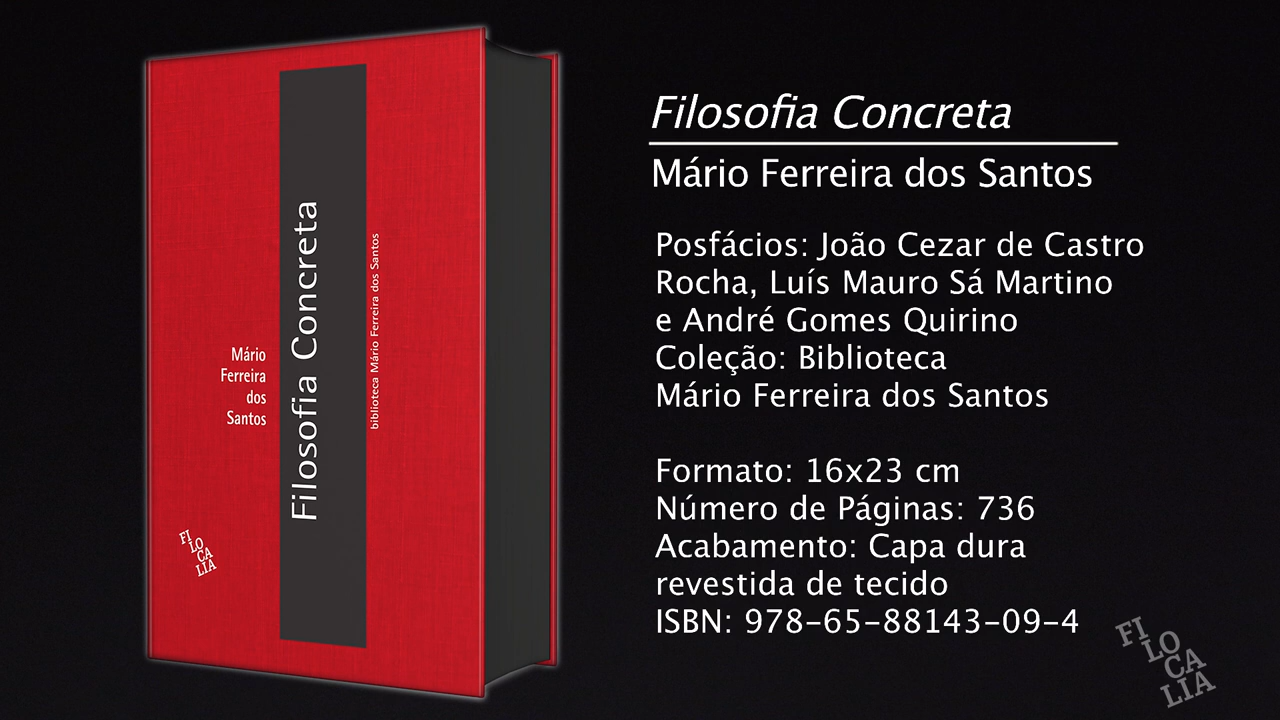 Mário
Ferreira
dos
Santos
Filosofia Concreta
biblioteca Mário Ferreira dos Santos
FI
LO
CA
LIA
Filosofia Concreta
Mário Ferreira dos Santos
Posfácios: João Cezar de Castro
Rocha, Luís Mauro Sá Martino
e André Gomes Quirino
Coleção: Biblioteca
Mário Ferreira dos Santos
Formato: 16x23 cm
Número de Páginas: 736
Acabamento: Capa dura
revestida de tecido
ISBN: 978-65-88143-09-4
FI
LO
CA
LIA